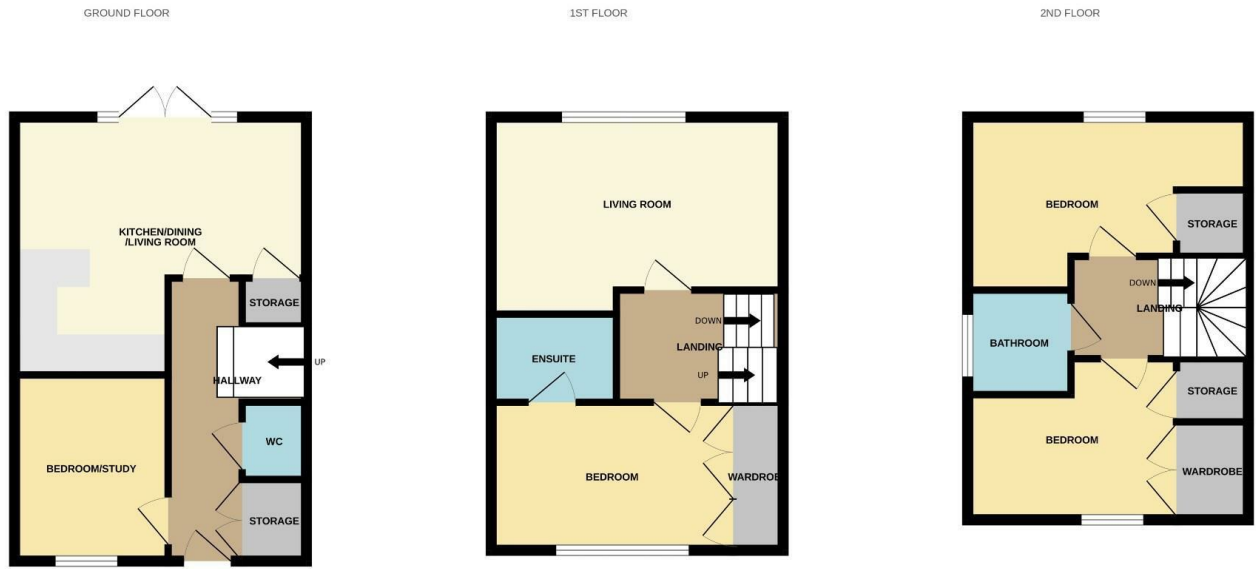 GROUND FLOOR
KITCHEN/DINING
/LIVING ROOM
STORAGE
UP
HALLWAY
WC
BEDROOM/STUDY
STORAGE
1ST FLOOR
LIVING ROOM
DOWN
LANDING
ENSUITE
UP
BEDROOM
WARDROBE
2ND FLOOR
BEDROOM
STORAGE
DOWN
LANDING
BATHROOM
STORAGE
BEDROOM
WARDROBE